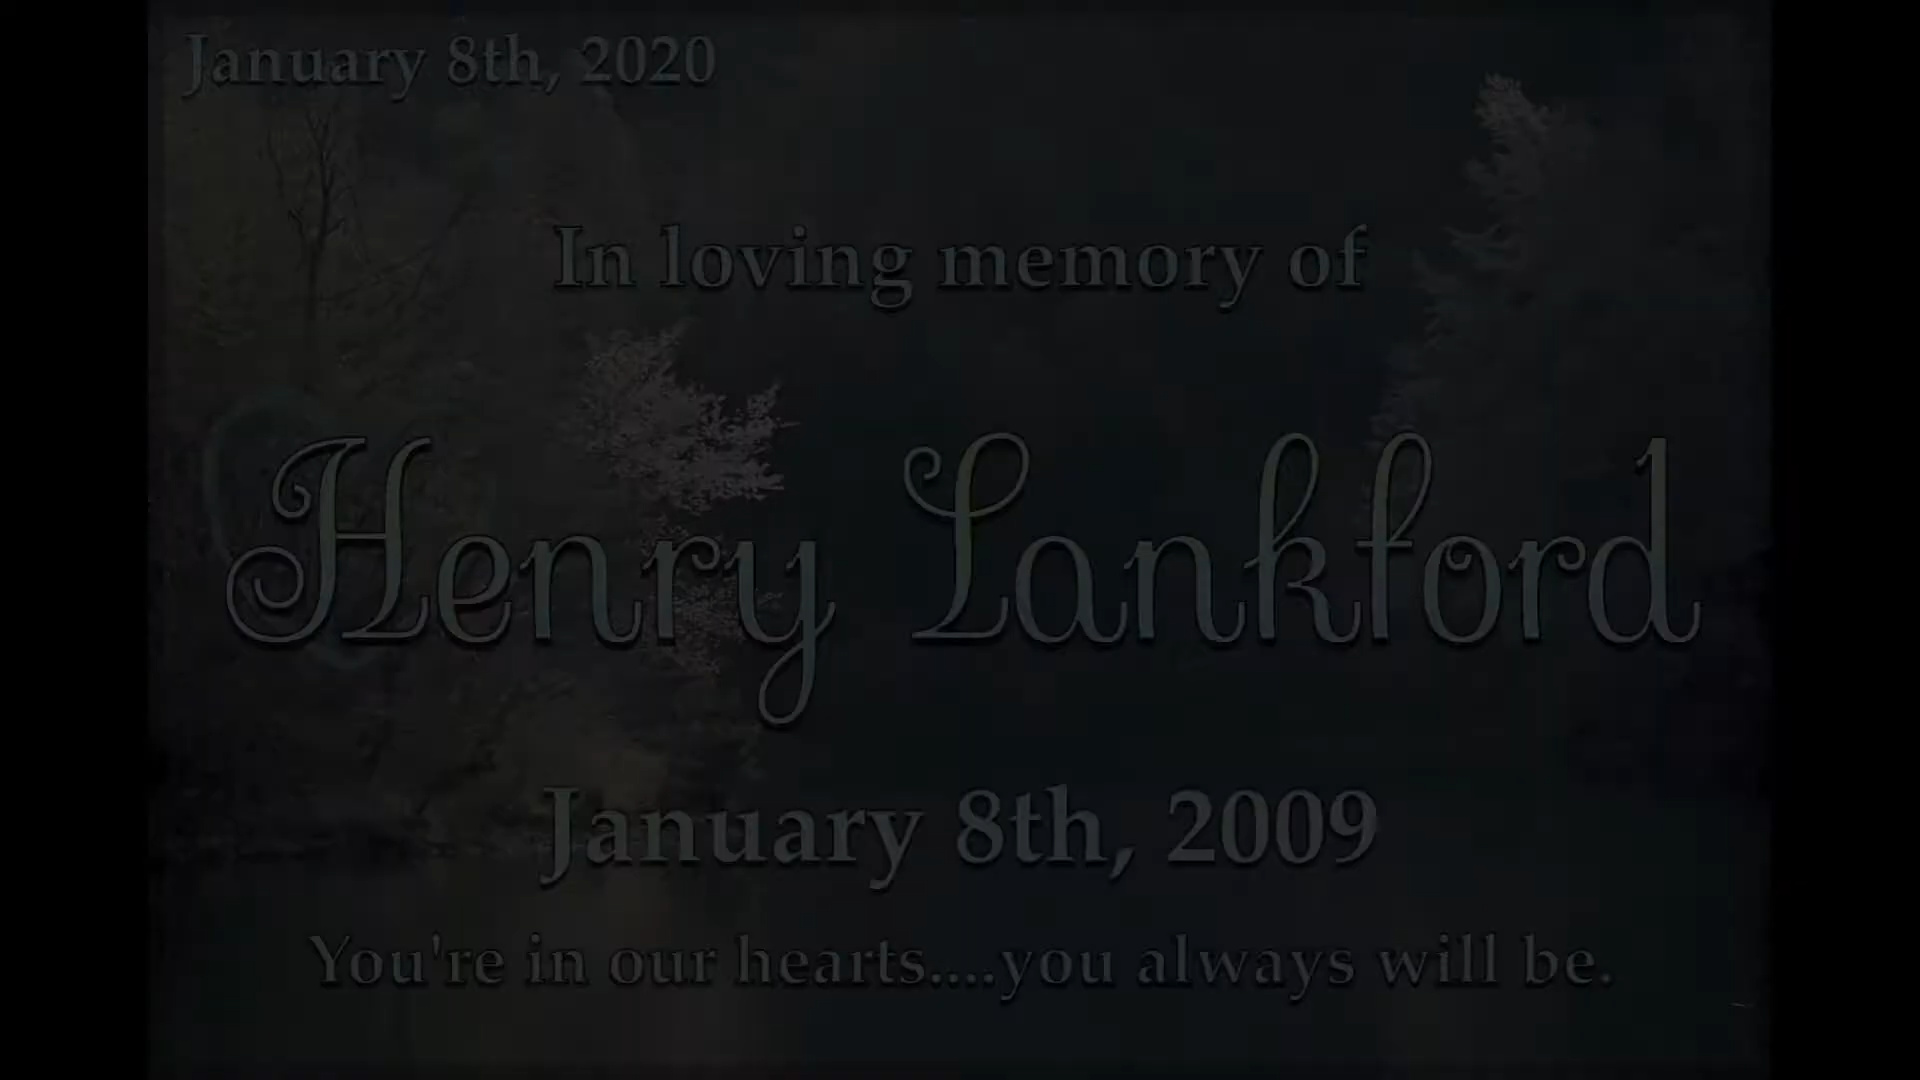 January 8th, 2020
In loving memory of
Henry Lankford
January 8th, 2009
You're in our hearts....you always will be.